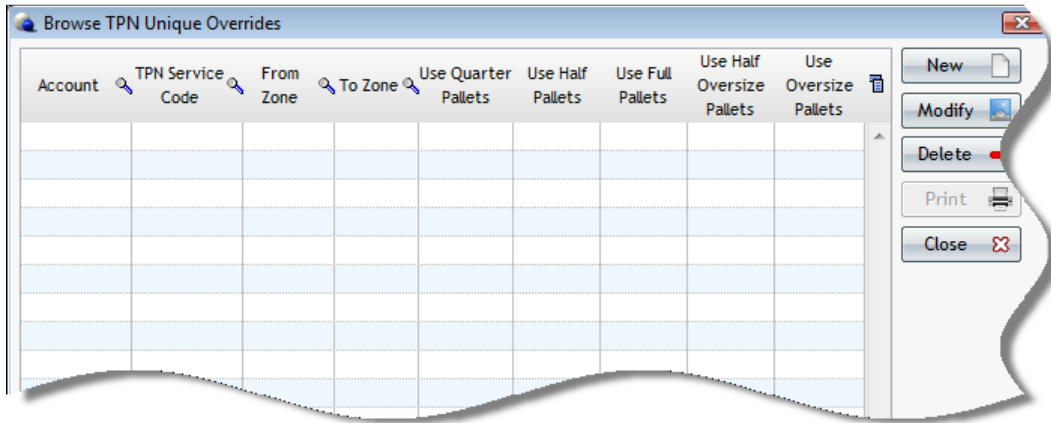 Browse TPN Unique Overrides
Account
TPN Service
Code
From
Zone
To Zone
Use Quarter
Pallets
Use Half
Pallets
Use Full
Pallets
Use Half
Oversize
Pallets
Use
Oversize
Pallets
New
Modify
Delete
Print
Close